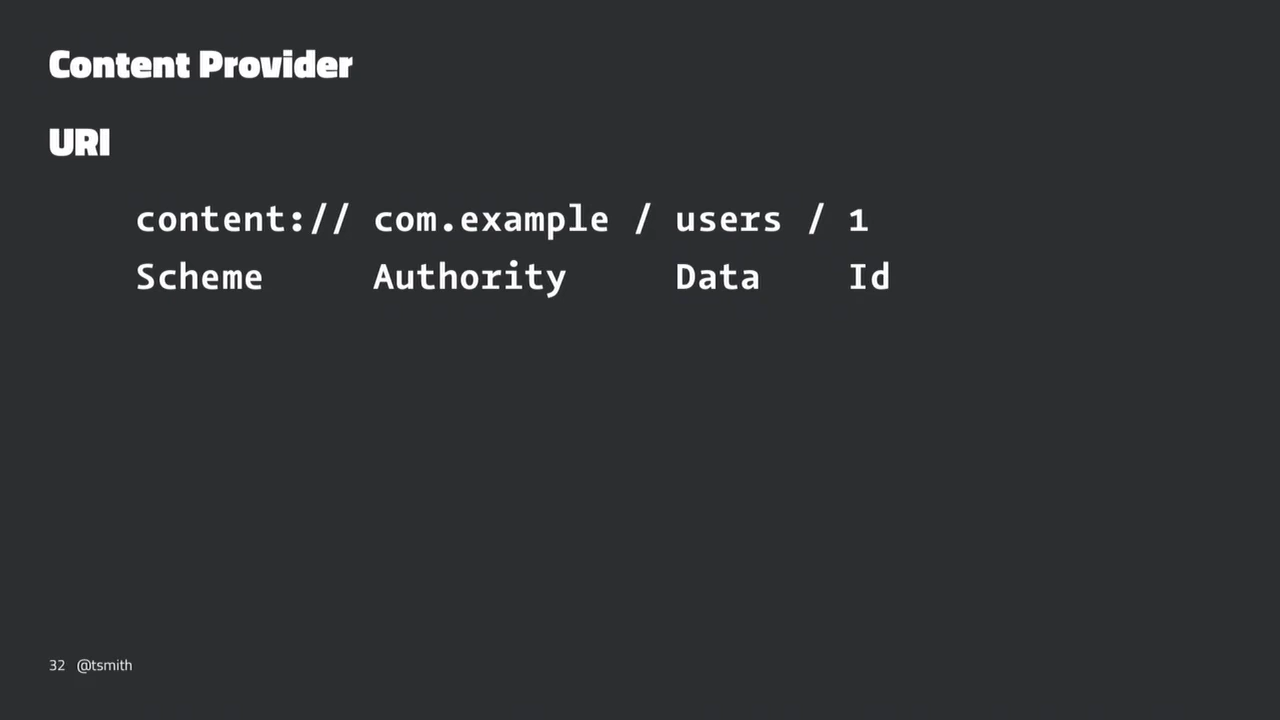 Content Provider
URI
content:// com.example / users / 1
Scheme Authority Data Id
32 @tsmith